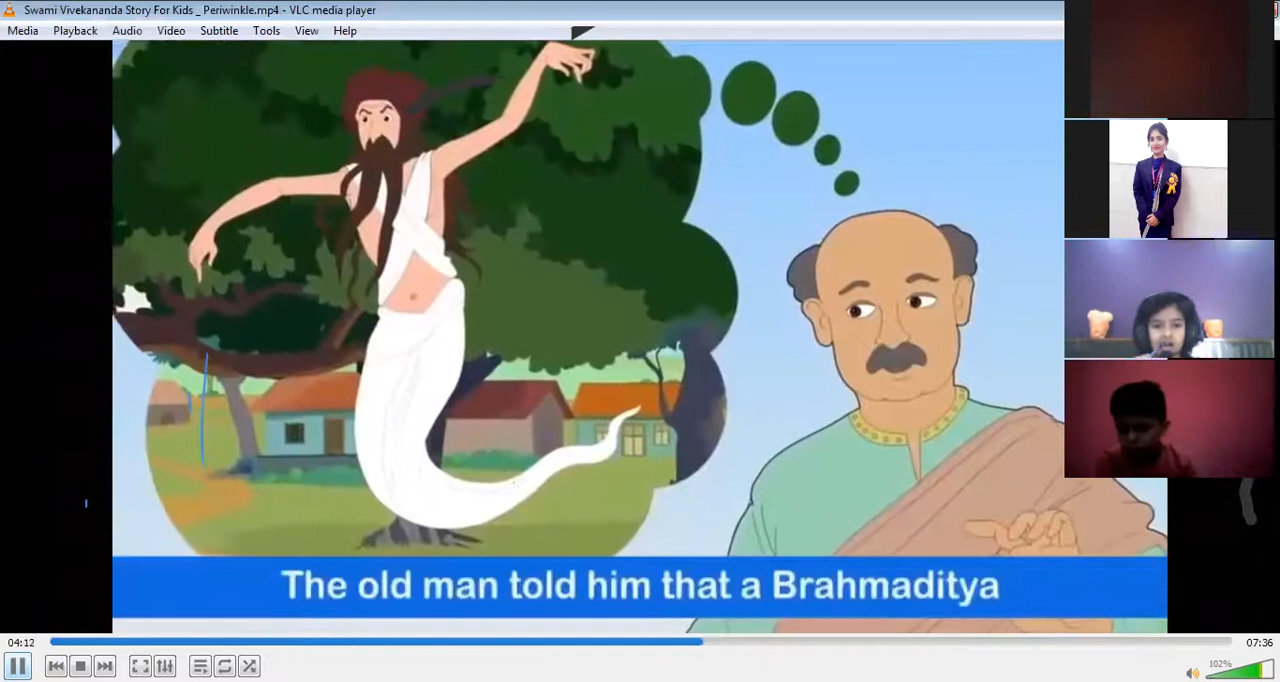 Swami Vivekananda Story For Kids _ Periwinkle.mp4 - VLC media player
Media Playback Audio Video Subtitle Tools View Help
The old man told him that a Brahmaditya
04:12
07:36
102%